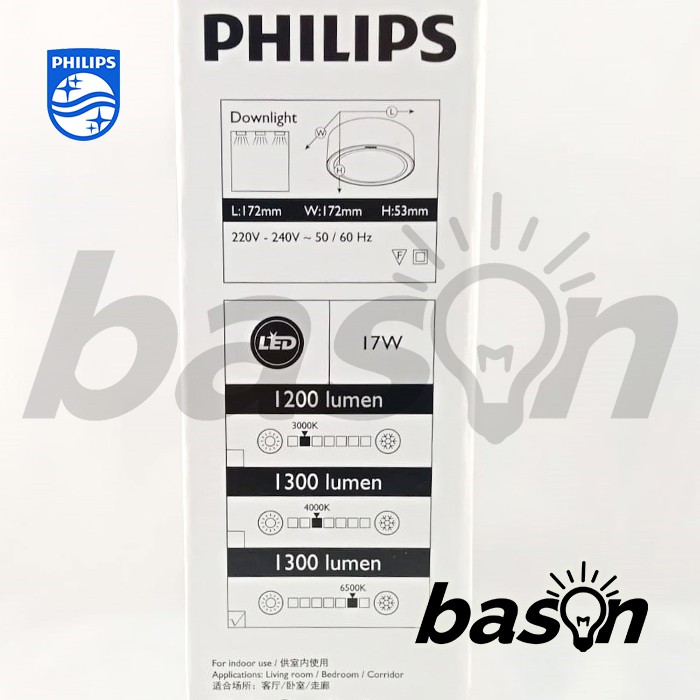 PHILIPS
PHILIPS
Downlight
L
W
H
L:172mm W:172mm H:53mm
220V - 240V ~ 50 / 60 Hz
F
LED
17W
1200 lumen
3000K
1300 lumen
4000K
1300 lumen
6500K
For indoor use / 供室内使用
Applications: Living room / Bedroom / Corridor
适合场所：客厅/卧室/走廊
bason
bason